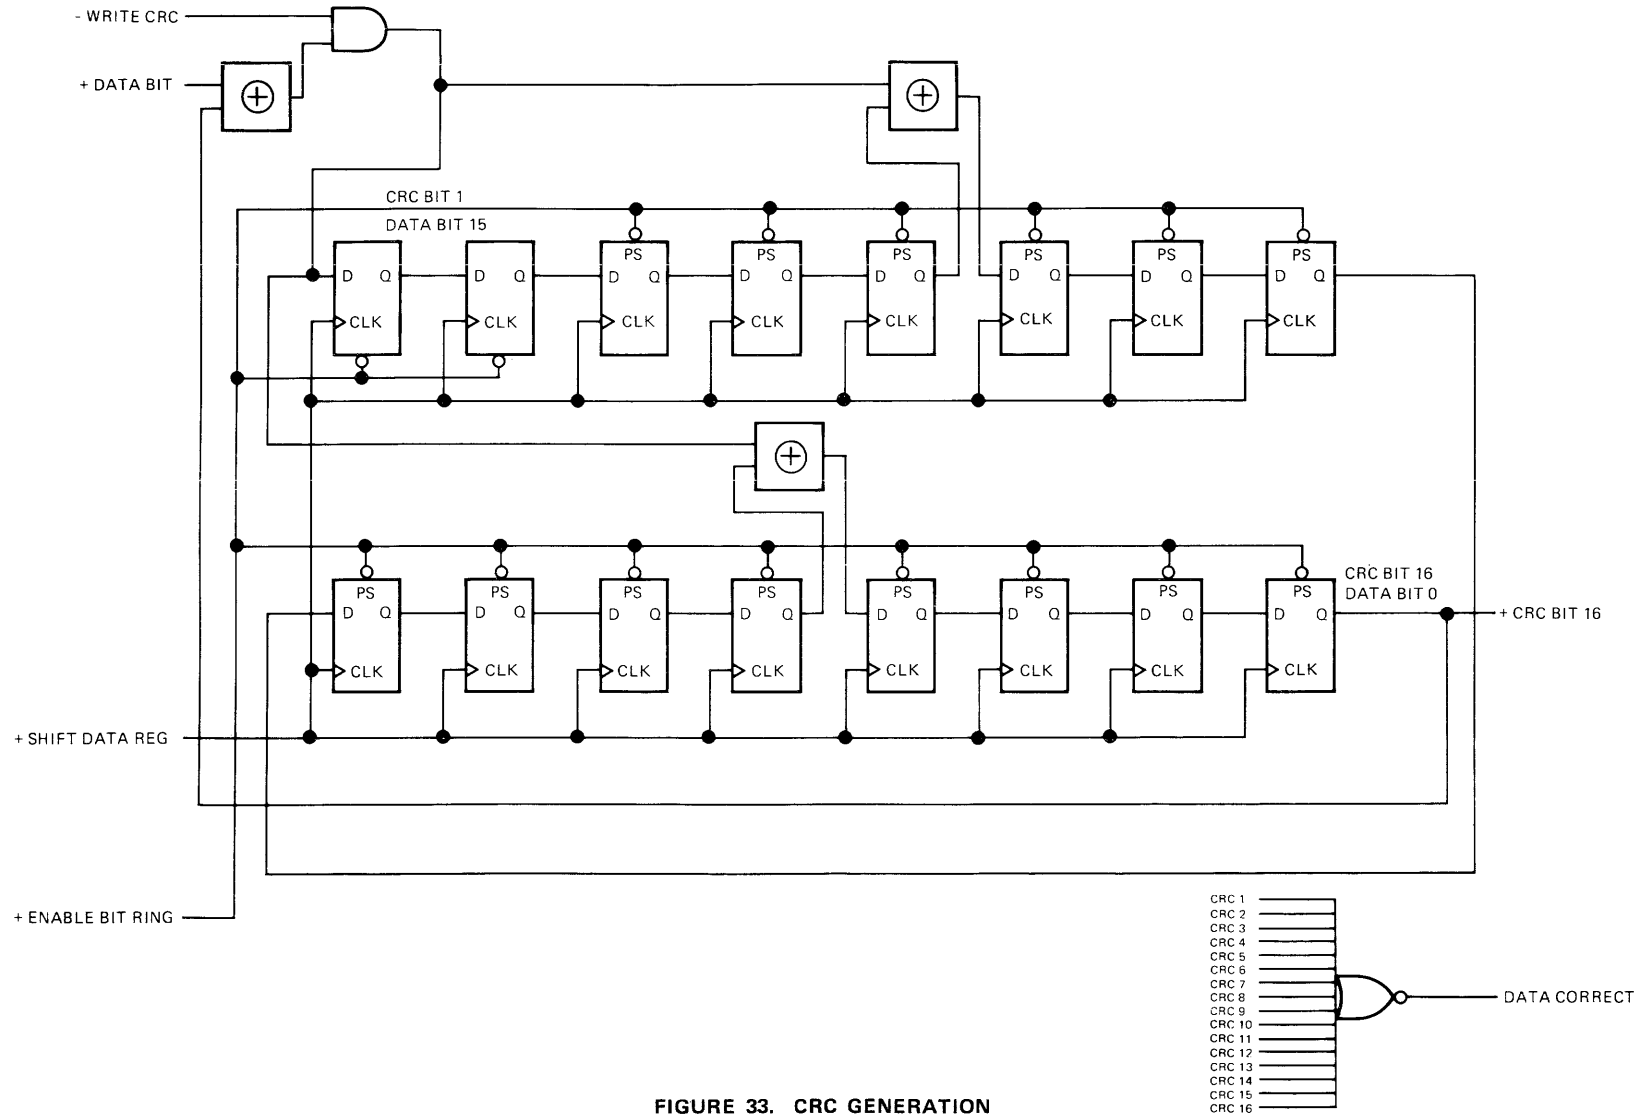 - WRITE CRC
+ DATA BIT
CRC BIT 1
DATA BIT 15
PS PS PS PS PS PS
D Q D Q D Q D Q D Q D Q D Q D Q
CLK CLK CLK CLK CLK CLK CLK CLK
CRC BIT 16
DATA BIT 0
PS PS PS PS PS PS PS PS
D Q D Q D Q D Q D Q D Q D Q D Q
+ CRC BIT 16
CLK CLK CLK CLK CLK CLK CLK CLK
+ SHIFT DATA REG
+ ENABLE BIT RING
CRC 1
CRC 2
CRC 3
CRC 4
CRC 5
CRC 6
CRC 7
CRC 8
CRC 9
CRC 10
CRC 11
CRC 12
CRC 13
CRC 14
CRC 15
CRC 16
DATA CORRECT
FIGURE 33. CRC GENERATION